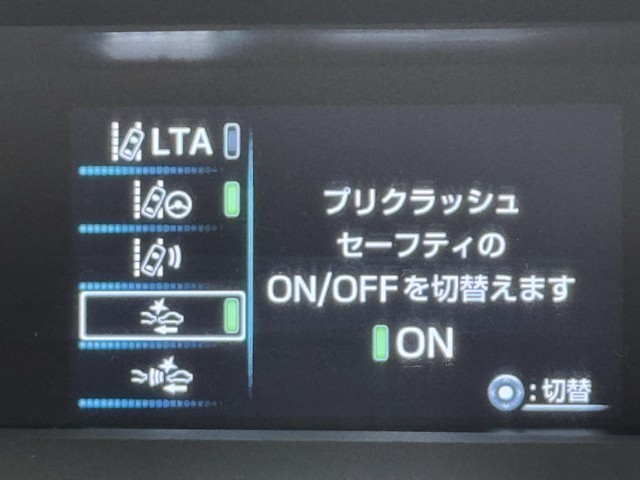 LTA
プリクラッシュ
セーフティの
ON/OFFを切替えます
ON
:切替